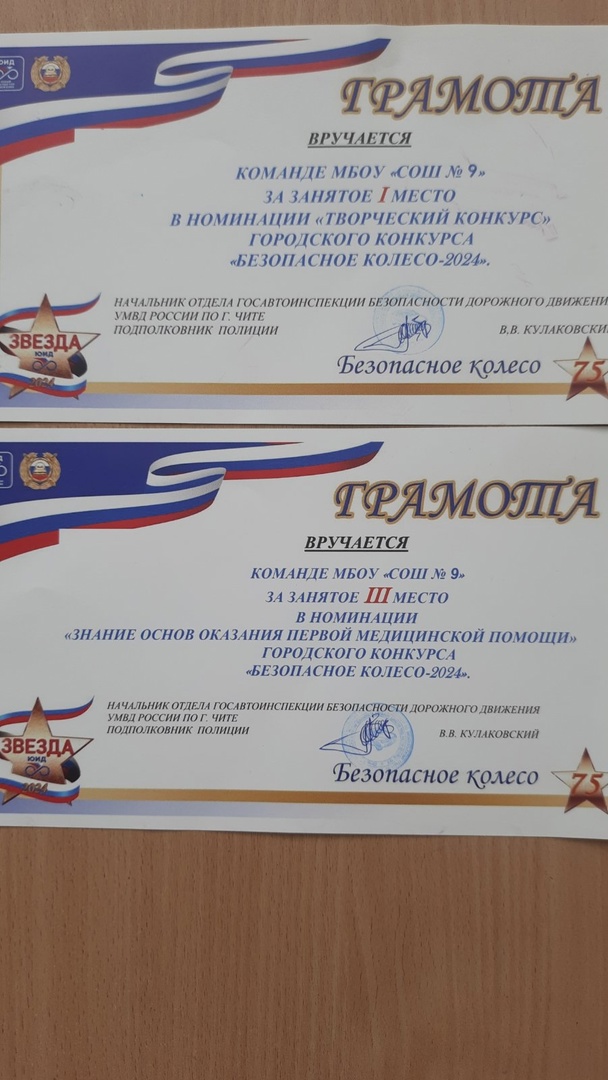 ЮИД
ГРАМОТА
ВРУЧАЕТСЯ
КОМАНДЕ МБОУ «СОШ № 9»
ЗА ЗАНЯТОЕ I МЕСТО
В НОМИНАЦИИ «ТВОРЧЕСКИЙ КОНКУРС»
ГОРОДСКОГО КОНКУРСА
«БЕЗОПАСНОЕ КОЛЕСО-2024».
НАЧАЛЬНИК ОТДЕЛА ГОСАВТОИНСПЕКЦИИ БЕЗОПАСНОСТИ ДОРОЖНОГО ДВИЖЕНИ
УМВД РОССИИ ПО Г. ЧИТЕ
ПОДПОЛКОВНИК ПОЛИЦИИ В.В. КУЛАКОВСКИЙ
ЗВЕЗДА
ЮИД
2024
Безопасное колесо
75
ГРАМОТА
ВРУЧАЕТСЯ
КОМАНДЕ МБОУ «СОШ № 9»
ЗА ЗАНЯТОЕ III МЕСТО
В НОМИНАЦИИ
«ЗНАНИЕ ОСНОВ ОКАЗАНИЯ ПЕРВОЙ МЕДИЦИНСКОЙ ПОМОЩИ»
ГОРОДСКОГО КОНКУРСА
«БЕЗОПАСНОЕ КОЛЕСО-2024».
НАЧАЛЬНИК ОТДЕЛА ГОСАВТОИНСПЕКЦИИ БЕЗОПАСНОСТИ ДОРОЖНОГО ДВИЖЕНИЯ
УМВД РОССИИ ПО Г. ЧИТЕ
ПОДПОЛКОВНИК ПОЛИЦИИ В.В. КУЛАКОВСКИЙ
ЗВЕЗДА
ЮИД
2024
Безопасное колесо
75